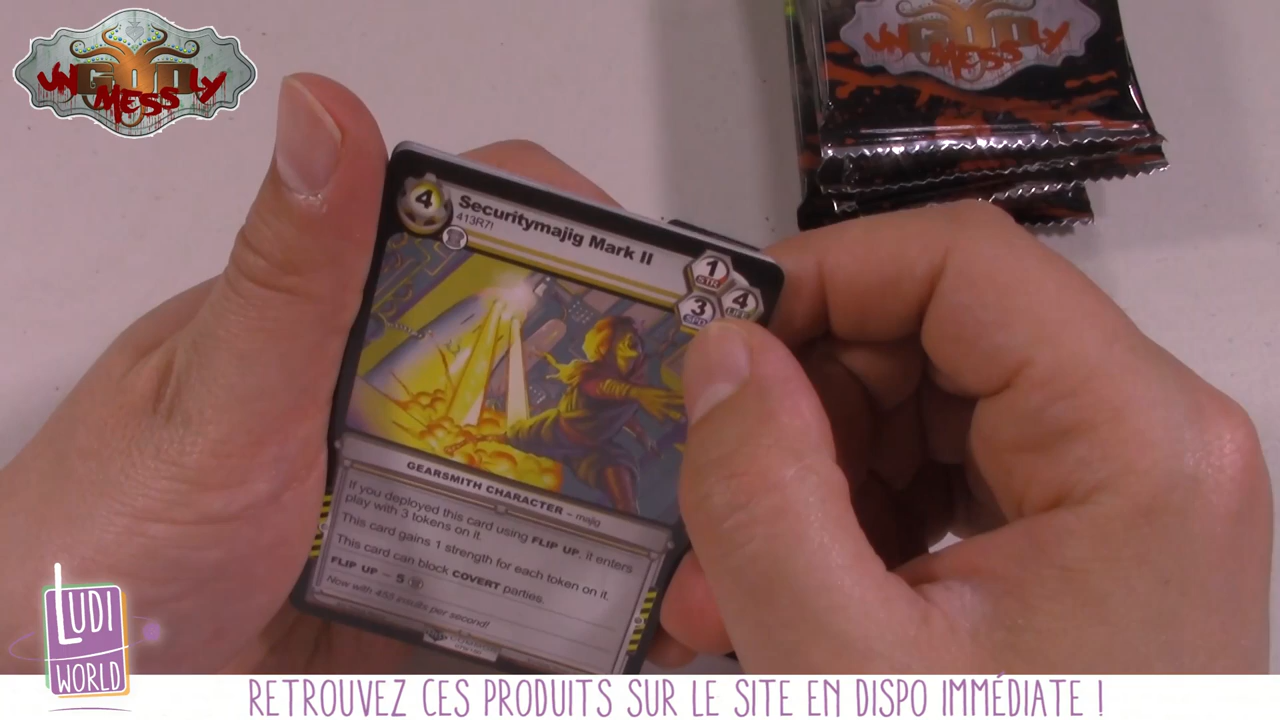 UNGODLY
MESS
UNGODLY
MESS
4
Securitymajig Mark II
413R7I
1
STR
3
SPD
4
LIFE
GEARSMITH CHARACTER – majig
If you deployed this card using FLIP UP, it enters
play with 3 tokens on it.
This card gains 1 strength for each token on it.
This card can block COVERT parties.
FLIP UP – 5
Now with 455 insults per second!
LUDI
WORLD
RETROUVEZ CES PRODUITS SUR LE SITE EN DISPO IMMÉDIATE !